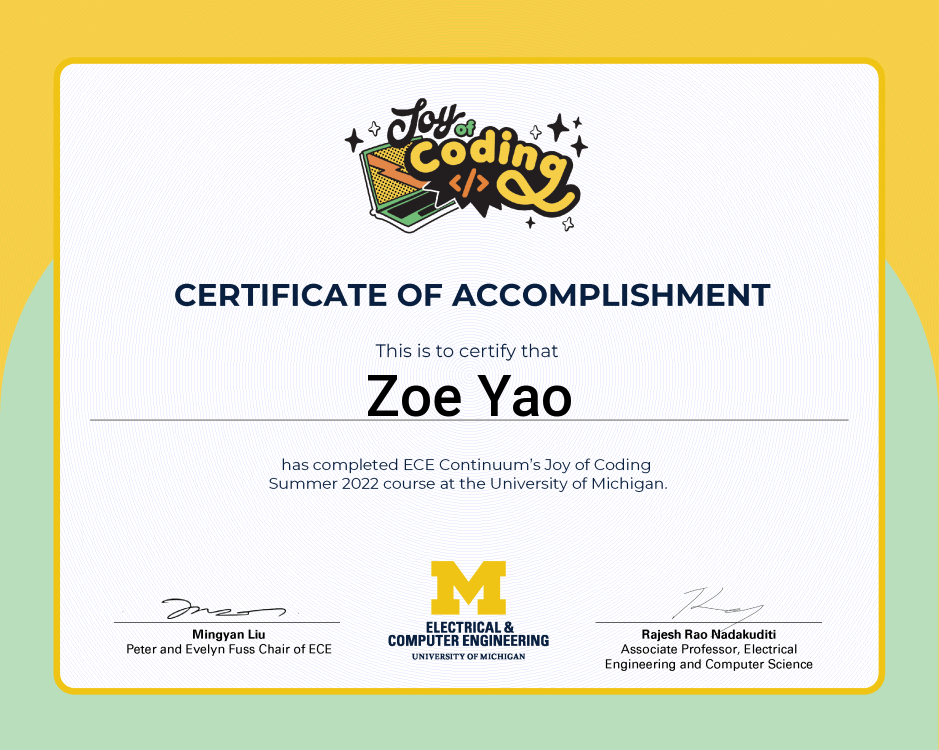 Joy of
Coding
</>
CERTIFICATE OF ACCOMPLISHMENT
This is to certify that
Zoe Yao
has completed ECE Continuum’s Joy of Coding
Summer 2022 course at the University of Michigan.
M
ELECTRICAL &
COMPUTER ENGINEERING
UNIVERSITY OF MICHIGAN
Mingyan Liu
Peter and Evelyn Fuss Chair of ECE
Rajesh Rao Nadakuditi
Associate Professor, Electrical
Engineering and Computer Science